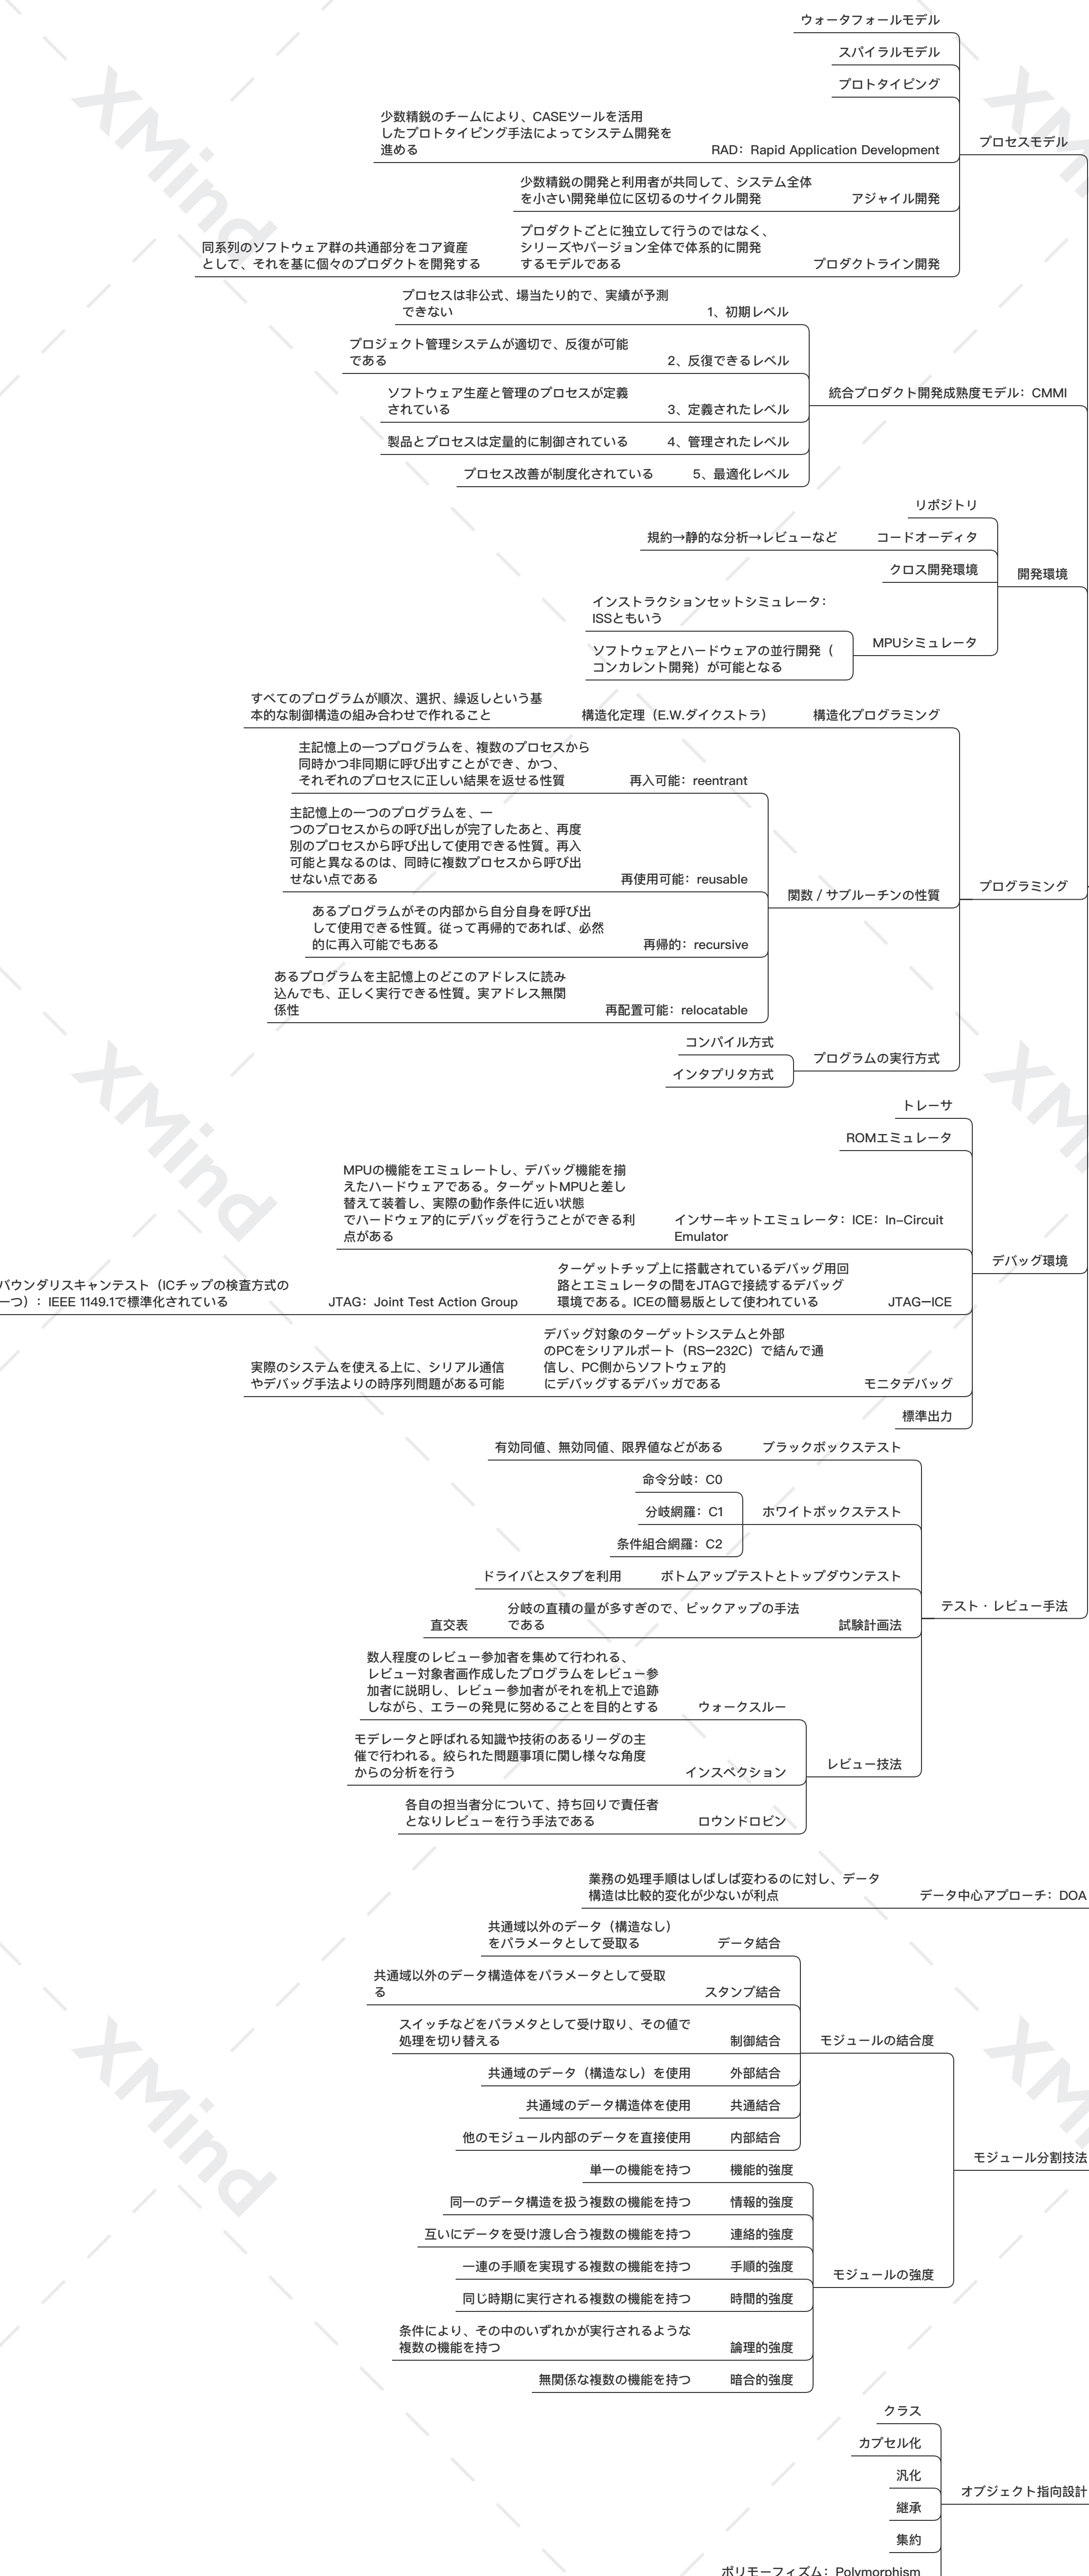 ウォータフォールモデル
スパイラルモデル
プロトタイピング
少数精鋭のチームにより、CASEツールを活用
したプロトタイピング手法によってシステム開発を
進める
RAD：Rapid Application Development
プロセスモデル
少数精鋭の開発と利用者が共同して、システム全体
を小さい開発単位に区切るのサイクル開発
アジャイル開発
同系列のソフトウェア群の共通部分をコア資産
として、それを基に個々のプロダクトを開発する
プロダクトごとに独立して行うのではなく、
シリーズやバージョン全体で体系的に開発
するモデルである
プロダクトライン開発
プロセスは非公式、場当たり的で、実績が予測
できない
1、初期レベル
プロジェクト管理システムが適切で、反復が可能
である
2、反復できるレベル
ソフトウェア生産と管理のプロセスが定義
されている
3、定義されたレベル
統合プロダクト開発成熟度モデル：CMMI
製品とプロセスは定量的に制御されている
4、管理されたレベル
プロセス改善が制度化されている
5、最適化レベル
リポジトリ
規約→静的な分析→レビューなど
コードオーディタ
クロス開発環境
開発環境
インストラクションセットシミュレータ：
ISSともいう
ソフトウェアとハードウェアの並行開発（
コンカレント開発）が可能となる
MPUシミュレータ
すべてのプログラムが順次、選択、繰返しという基
本的な制御構造の組み合わせで作れること
構造化定理（E.W.ダイクストラ）
構造化プログラミング
主記憶上の一つプログラムを、複数のプロセスから
同時かつ非同期に呼び出すことができ、かつ、
それぞれのプロセスに正しい結果を返せる性質
再入可能：reentrant
主記憶上の一つのプログラムを、一
つのプロセスからの呼び出しが完了したあと、再度
別のプロセスから呼び出して使用できる性質。再入
可能と異なるのは、同時に複数プロセスから呼び出
せない点である
再使用可能：reusable
関数 / サブルーチンの性質
プログラミング
あるプログラムがその内部から自分自身を呼び出
して使用できる性質。従って再帰的であれば、必然
的に再入可能でもある
再帰的：recursive
あるプログラムを主記憶上のどこのアドレスに読み
込んでも、正しく実行できる性質。実アドレス無関
係性
再配置可能：relocatable
コンパイル方式
インタプリタ方式
プログラムの実行方式
トレーサ
ROMエミュレータ
MPUの機能をエミュレートし、デバッグ機能を揃
えたハードウェアである。ターゲットMPUと差し
替えて装着し、実際の動作条件に近い状態
でハードウェア的にデバッグを行うことができる利
点がある
インサーキットエミュレータ：ICE：In-Circuit
Emulator
デバッグ環境
バウンダリスキャンテスト（ICチップの検査方式の
一つ）：IEEE 1149.1で標準化されている
JTAG：Joint Test Action Group
ターゲットチップ上に搭載されているデバッグ用回
路とエミュレータの間をJTAGで接続するデバッグ
環境である。ICEの簡易版として使われている
JTAGーICE
実際のシステムを使える上に、シリアル通信
やデバッグ手法よりの時序列問題がある可能
デバッグ対象のターゲットシステムと外部
のPCをシリアルポート（RSー232C）で結んで通
信し、PC側からソフトウェア的
にデバッグするデバッガである
モニタデバッグ
標準出力
有効同値、無効同値、限界値などがある
ブラックボックステスト
命令分岐：C0
分岐網羅：C1
条件組合網羅：C2
ホワイトボックステスト
ドライバとスタブを利用
ボトムアップテストとトップダウンテスト
直交表
分岐の直積の量が多すぎので、ピックアップの手法
である
試験計画法
テスト・レビュー手法
数人程度のレビュー参加者を集めて行われる、
レビュー対象者画作成したプログラムをレビュー参
加者に説明し、レビュー参加者がそれを机上で追跡
しながら、エラーの発見に努めることを目的とする
ウォークスルー
モデレータと呼ばれる知識や技術のあるリーダの主
催で行われる。絞られた問題事項に関し様々な角度
からの分析を行う
インスペクション
レビュー技法
各自の担当者分について、持ち回りで責任者
となりレビューを行う手法である
ロウンドロビン
業務の処理手順はしばしば変わるのに対し、データ
構造は比較的変化が少ないが利点
データ中心アプローチ：DOA
共通域以外のデータ（構造なし）
をパラメータとして受取る
データ結合
共通域以外のデータ構造体をパラメータとして受取
る
スタンプ結合
スイッチなどをパラメタとして受け取り、その値で
処理を切り替える
制御結合
モジュールの結合度
共通域のデータ（構造なし）を使用
外部結合
共通域のデータ構造体を使用
共通結合
他のモジュール内部のデータを直接使用
内部結合
モジュール分割技法
単一の機能を持つ
機能的強度
同一のデータ構造を扱う複数の機能を持つ
情報的強度
互いにデータを受け渡し合う複数の機能を持つ
連絡的強度
一連の手順を実現する複数の機能を持つ
手順的強度
モジュールの強度
同じ時期に実行される複数の機能を持つ
時間的強度
条件により、その中のいずれかが実行されるような
複数の機能を持つ
論理的強度
無関係な複数の機能を持つ
暗合的強度
クラス
カプセル化
汎化
オブジェクト指向設計
継承
集約
ポリモーフィズム：Polymorphism
XMind
XMind
XMind